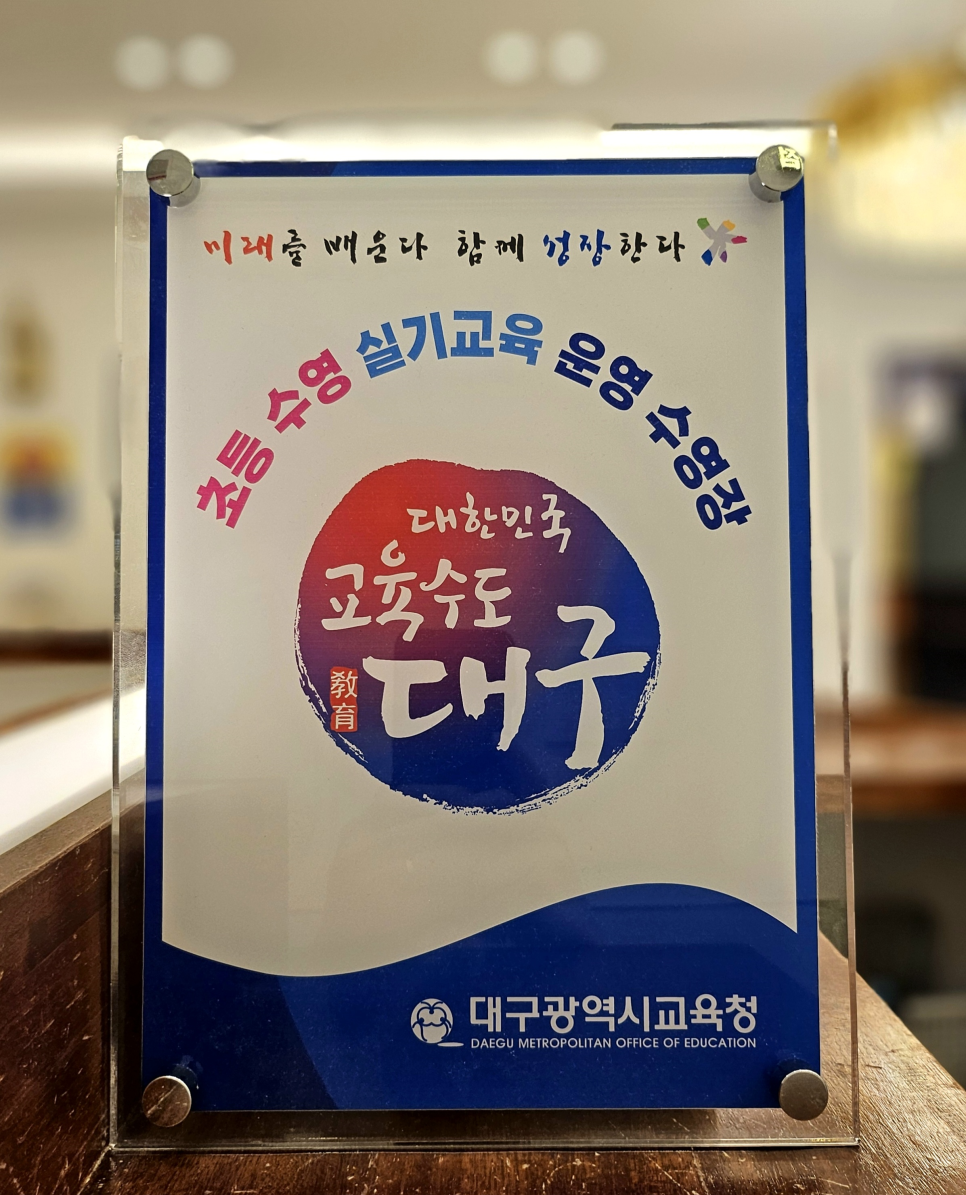 미래를 배운다 함께 성장한다
초등 수영 실기교육 운영 수영장
대한민국
교육수도
대구
教育
대구광역시교육청
DAEGU METROPOLITAN OFFICE OF EDUCATION